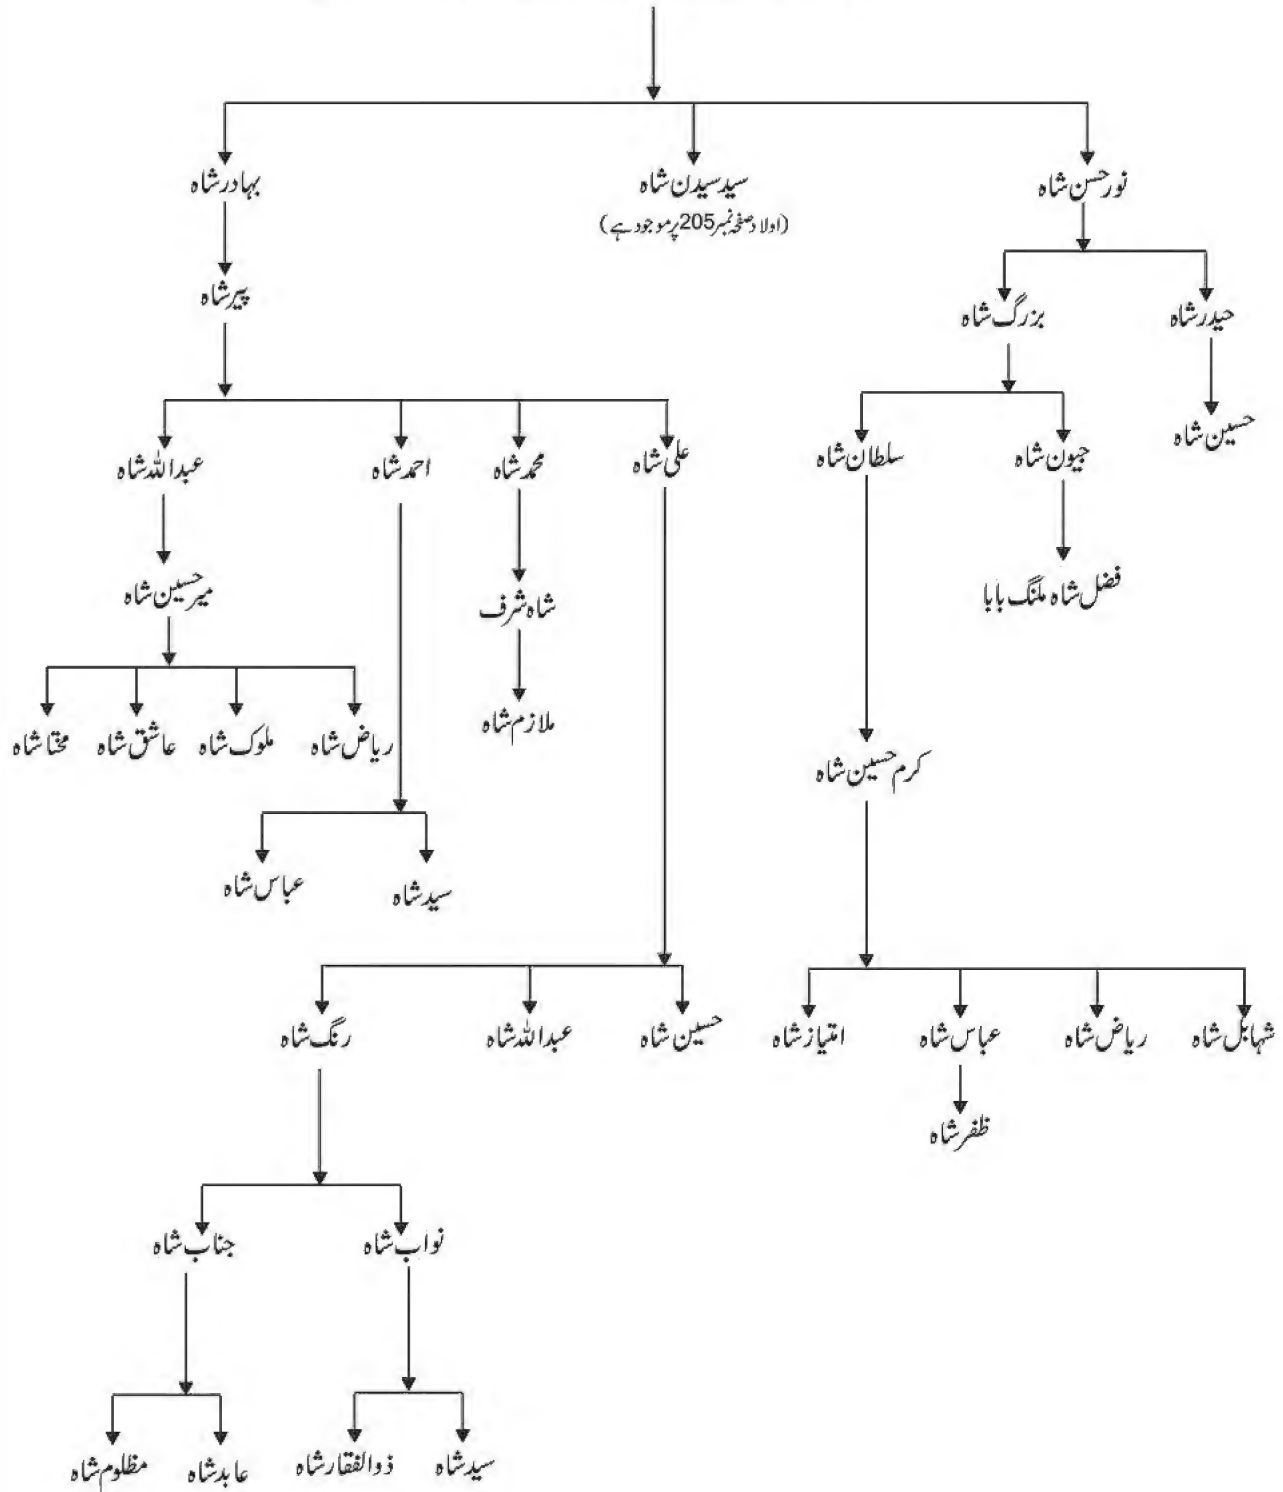 نور حسن شاہ
سید سیدن شاہ
بہادر شاہ
(اولاد صفحہ نمبر 205 پر موجود ہے)
حیدر شاہ
بزرگ شاہ
پیر شاہ
حسین شاہ
جیون شاہ
سلطان شاہ
علی شاہ
محمد شاہ
احمد شاہ
عبداللہ شاہ
فضل شاہ ملنگ بابا
شاہ شرف
میر حسین شاہ
ملازم شاہ
ریاض شاہ
ملوک شاہ
عاشق شاہ
مختا شاہ
کرم حسین شاہ
سید شاہ
عباس شاہ
شہابل شاہ
ریاض شاہ
عباس شاہ
امتیاز شاہ
حسین شاہ
عبداللہ شاہ
رنگ شاہ
ظفر شاہ
نواب شاہ
جناب شاہ
سید شاہ
ذوالفقار شاہ
عابد شاہ
مظلوم شاہ